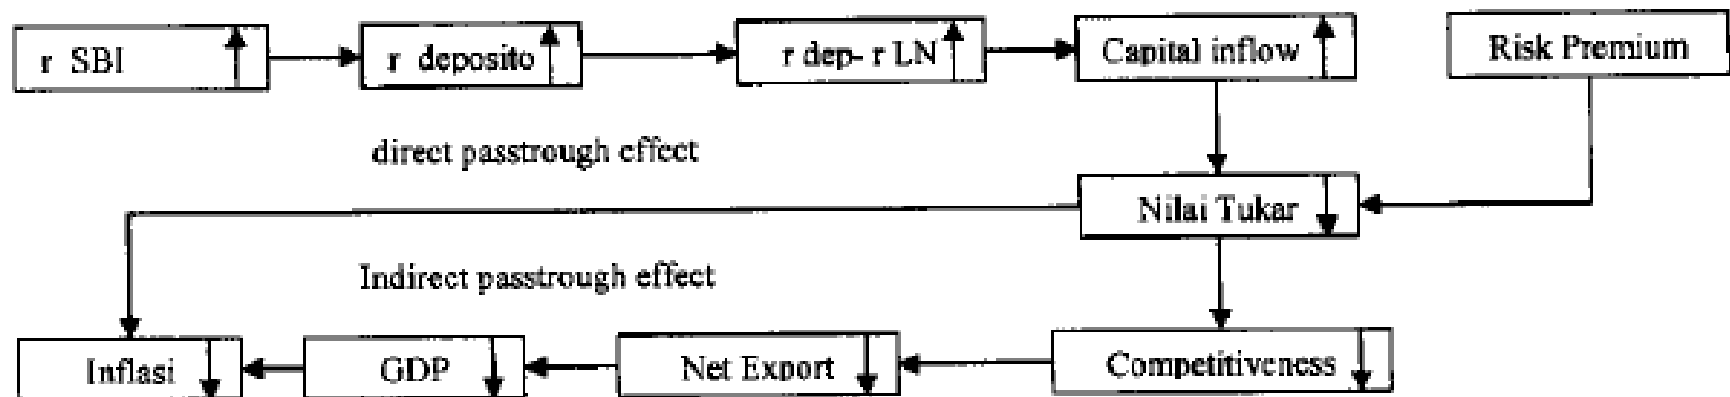 r SBI
r deposito
r dep- r LN
Capital inflow
Risk Premium
direct passtrough effect
Nilai Tukar
Indirect passtrough effect
Inflasi
GDP
Net Export
Competitiveness